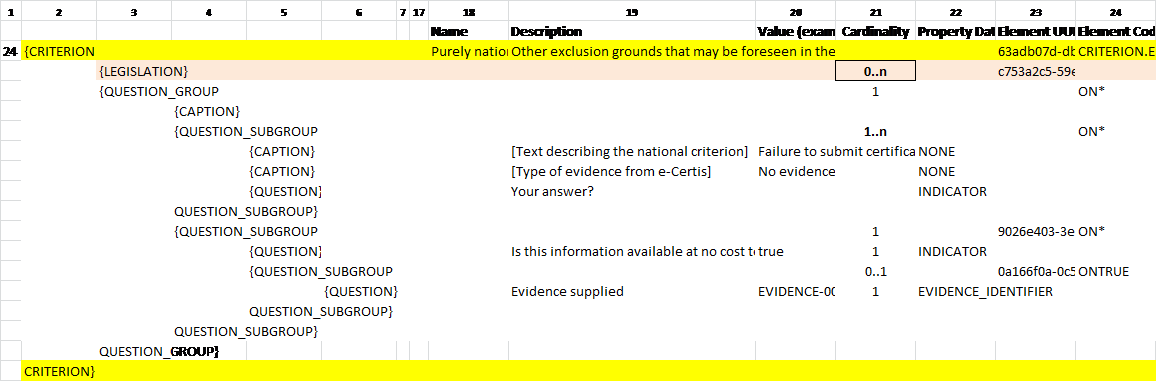 1 2 3 4 5 6 7 17 18 19 20 21 22 23 24
Name Description Value (exam Cardinality Property Dat Element UU Element Cod
24 {CRITERION Purely natio Other exclusion grounds that may be foreseen in the 63adb07d-db CRITERION.E
{LEGISLATION} 0..n c753a2c5-59e
{QUESTION_GROUP 1 ON*
{CAPTION}
{QUESTION_SUBGROUP 1..n ON*
{CAPTION} [Text describing the national criterion] Failure to submit certifica NONE
{CAPTION} [Type of evidence from e-Certis] No evidence NONE
{QUESTION} Your answer? INDICATOR
QUESTION_SUBGROUP}
{QUESTION_SUBGROUP 1 9026e403-3e ON*
{QUESTION} Is this information available at no cost to true 1 INDICATOR
{QUESTION_SUBGROUP 0..1 0a166f0a-0c5 ONTRUE
{QUESTION} Evidence supplied EVIDENCE-00 1 EVIDENCE_IDENTIFIER
QUESTION_SUBGROUP}
QUESTION_SUBGROUP}
QUESTION_GROUP}
CRITERION}